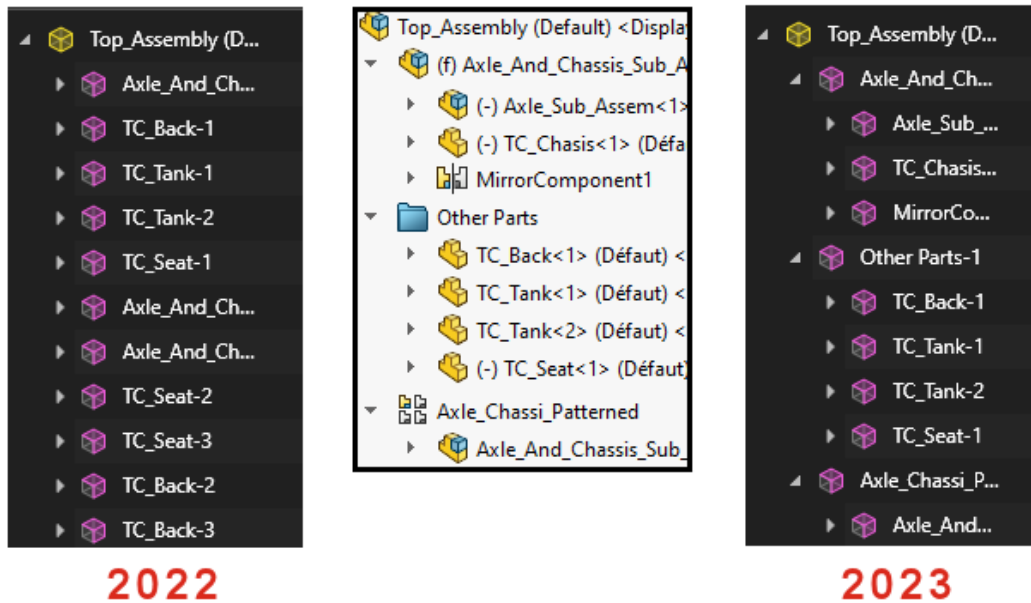 Top_Assembly (D...
Axle_And_Ch...
TC_Back-1
TC_Tank-1
TC_Tank-2
TC_Seat-1
Axle_And_Ch...
Axle_And_Ch...
TC_Seat-2
TC_Seat-3
TC_Back-2
TC_Back-3
2022
Top_Assembly (Default) <Displa
(f) Axle_And_Chassis_Sub_A
(-) Axle_Sub_Assem<1>
(-) TC_Chasis<1> (Défa
MirrorComponent1
Other Parts
TC_Back<1> (Défaut) <
TC_Tank<1> (Défaut) <
TC_Tank<2> (Défaut) <
(-) TC_Seat<1> (Défaut)
Axle_Chassi_Patterned
Axle_And_Chassis_Sub_
Top_Assembly (D...
Axle_And_Ch...
Axle_Sub_...
TC_Chasis...
MirrorCo...
Other Parts-1
TC_Back-1
TC_Tank-1
TC_Tank-2
TC_Seat-1
Axle_Chassi_P...
Axle_And...
2023